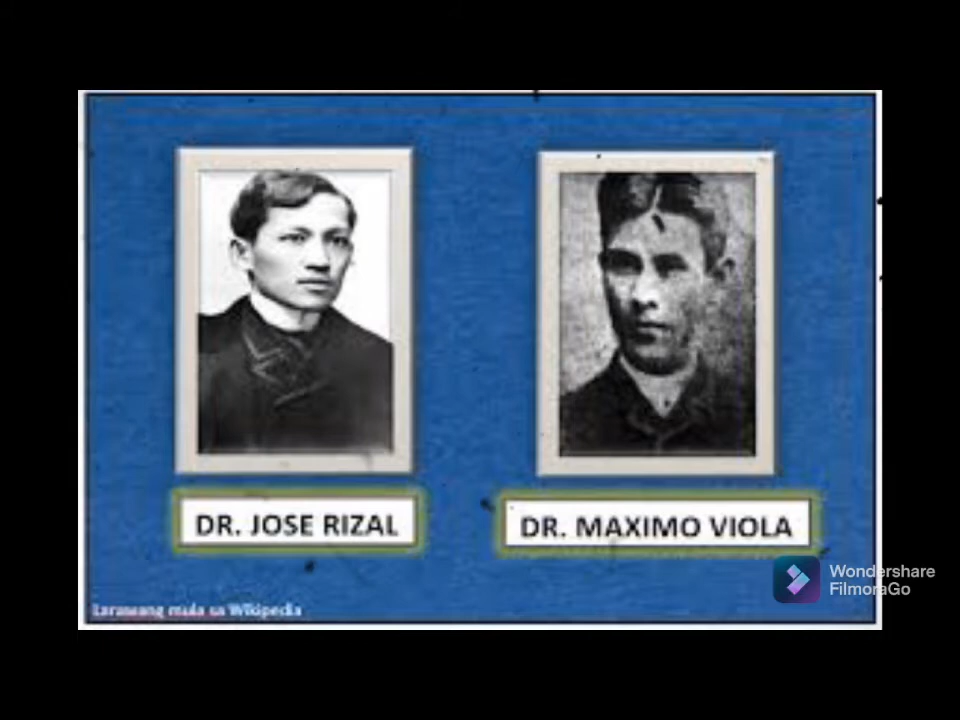 DR. JOSE RIZAL
DR. MAXIMO VIOLA
Wondershare
FilmoraGo
Larawang mula sa Wikipedia